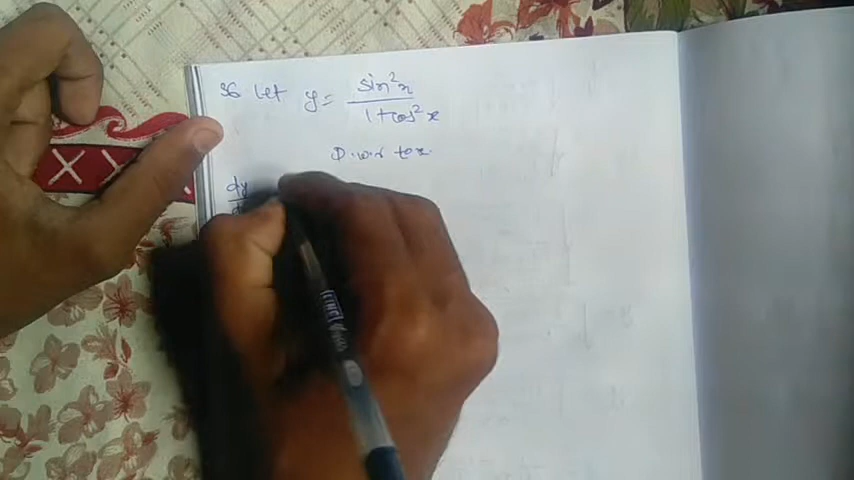 36 Let y = sin²x / 1+cos²x
D.w.r to x.
dy